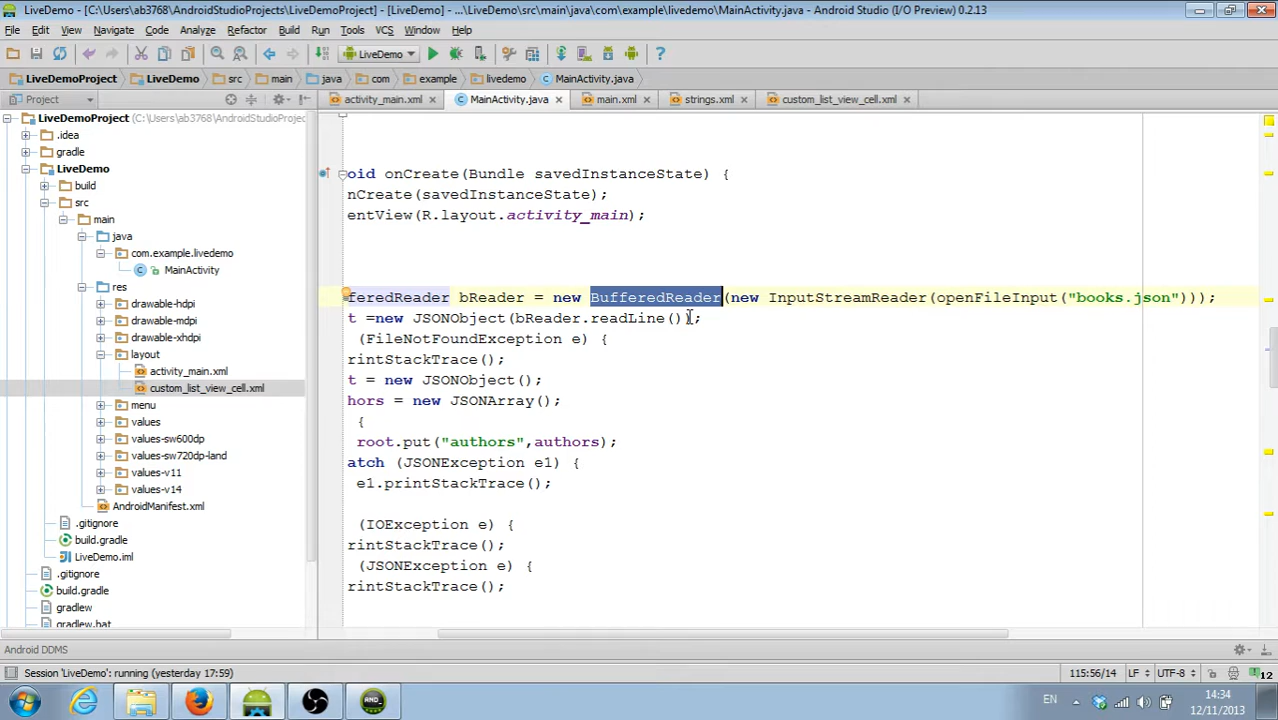 LiveDemoProject - [C:\Users\ab3768\AndroidStudioProjects\LiveDemoProject] - [LiveDemo] - ...\LiveDemo\src\main\java\com\example\livedemo\MainActivity.java - Android Studio (I/O Preview) 0.2.13
File Edit View Navigate Code Analyze Refactor Build Run Tools VCS Window Help
LiveDemo
LiveDemoProject LiveDemo src main java com example livedemo MainActivity.java
Project
activity_main.xml MainActivity.java main.xml strings.xml custom_list_view_cell.xml
LiveDemoProject (C:\Users\ab3768\AndroidStudioProjec
.idea
gradle
LiveDemo
build
src
main
java
com.example.livedemo
MainActivity
res
drawable-hdpi
drawable-mdpi
drawable-xhdpi
layout
activity_main.xml
custom_list_view_cell.xml
menu
values
values-sw600dp
values-sw720dp-land
values-v11
values-v14
AndroidManifest.xml
.gitignore
build.gradle
LiveDemo.iml
.gitignore
build.gradle
gradlew
gradlew.bat
oid onCreate(Bundle savedInstanceState) {
nCreate(savedInstanceState);
entView(R.layout.activity_main);
feredReader bReader = new BufferedReader(new InputStreamReader(openFileInput("books.json")));
t =new JSONObject(bReader.readLine());
(FileNotFoundException e) {
rintStackTrace();
t = new JSONObject();
hors = new JSONArray();
{
root.put("authors",authors);
atch (JSONException e1) {
e1.printStackTrace();
(IOException e) {
rintStackTrace();
(JSONException e) {
rintStackTrace();
Android DDMS
Session 'LiveDemo': running (yesterday 17:59)
115:56/14 LF UTF-8 12
EN
14:34
12/11/2013